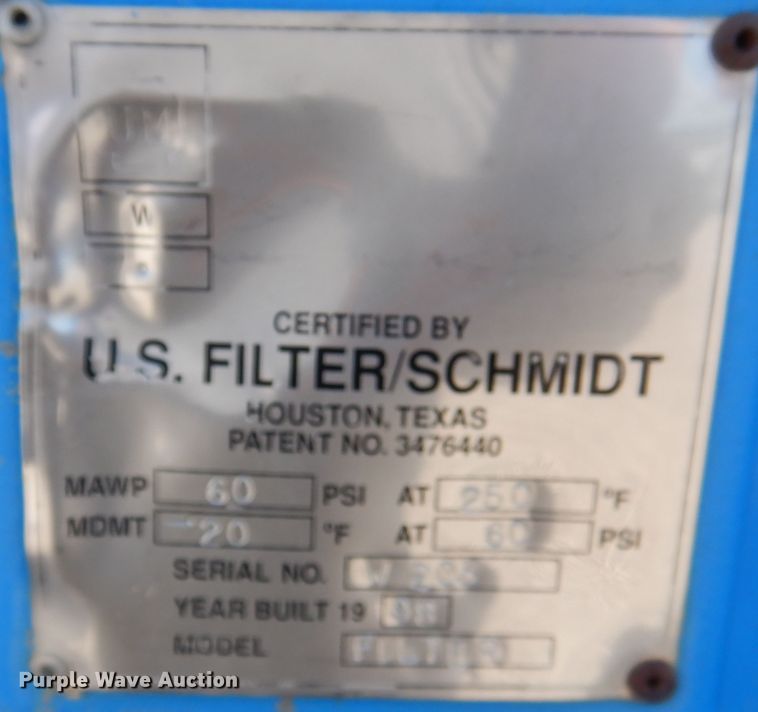 W
CERTIFIED BY
U.S. FILTER/SCHMIDT
HOUSTON, TEXAS
PATENT NO. 3476440
MAWP 60 PSI AT 250 °F
MDMT -20 °F AT 60 PSI
SERIAL NO.
YEAR BUILT 19
MODEL FILTER
Purple Wave Auction